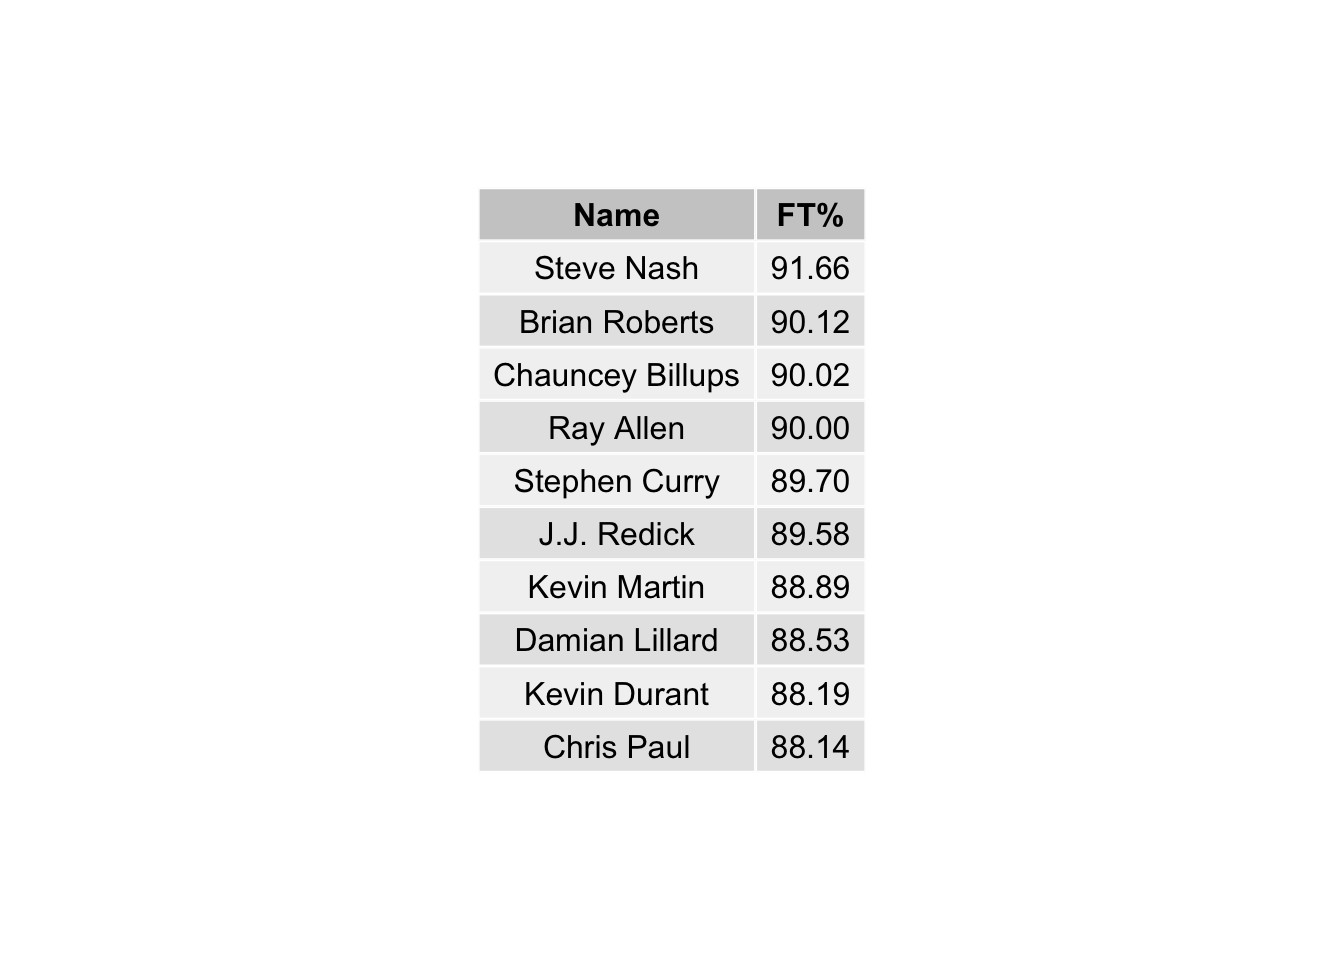 Name FT%
Steve Nash 91.66
Brian Roberts 90.12
Chauncey Billups 90.02
Ray Allen 90.00
Stephen Curry 89.70
J.J. Redick 89.58
Kevin Martin 88.89
Damian Lillard 88.53
Kevin Durant 88.19
Chris Paul 88.14